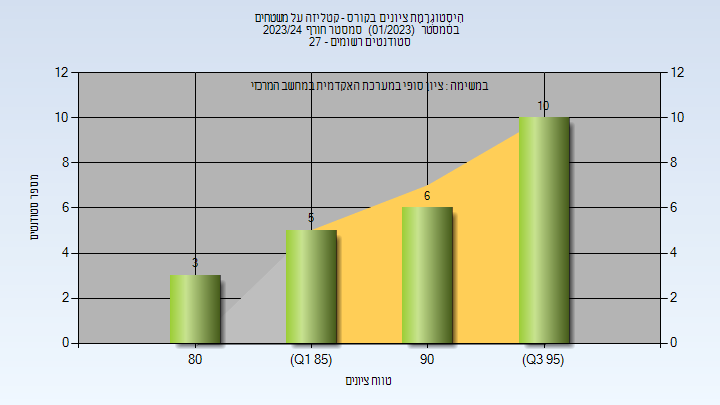 היסטוגרמת ציונים בקורס - קטליזה על משטחים
בסמסטר (01/2023) סמסטר חורף 2023/24
סטודנטים רשומים - 27
במשימה : ציון סופי במערכת האקדמית במחשב המרכזי
12
10
8
6
4
2
0
12
10
8
6
4
2
0
3
5
6
10
מספר סטודנטים
80
(Q1 85)
90
(Q3 95)
טווח ציונים